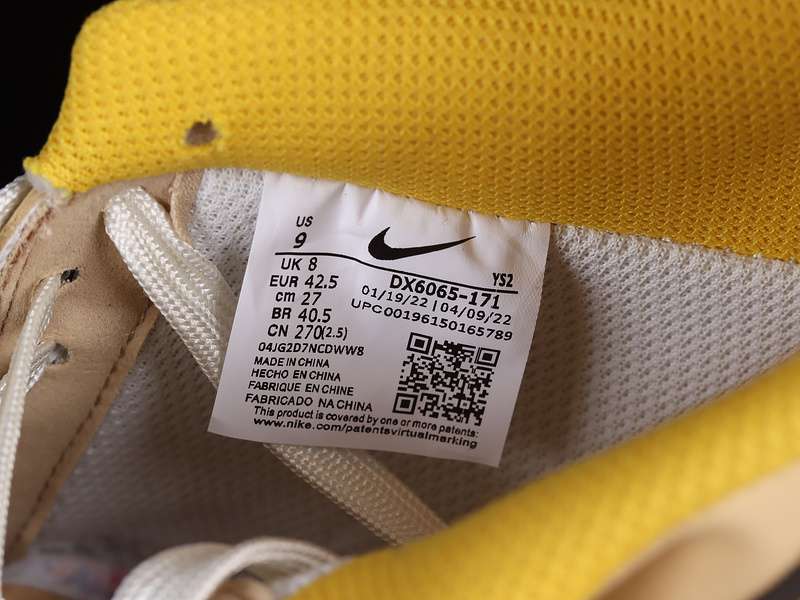 US
9
UK 8
EUR 42.5
cm 27
BR 40.5
CN 270(2.5)
YS2
DX6065-171
01/19/22 | 04/09/22
UPC00196150165789
04JG2D7NCDWW8
MADE IN CHINA
HECHO EN CHINA
FABRIQUE EN CHINE
FABRICADO NA CHINA
This product is covered by one or more patents:
www.nike.com/patentsvirtualmarking